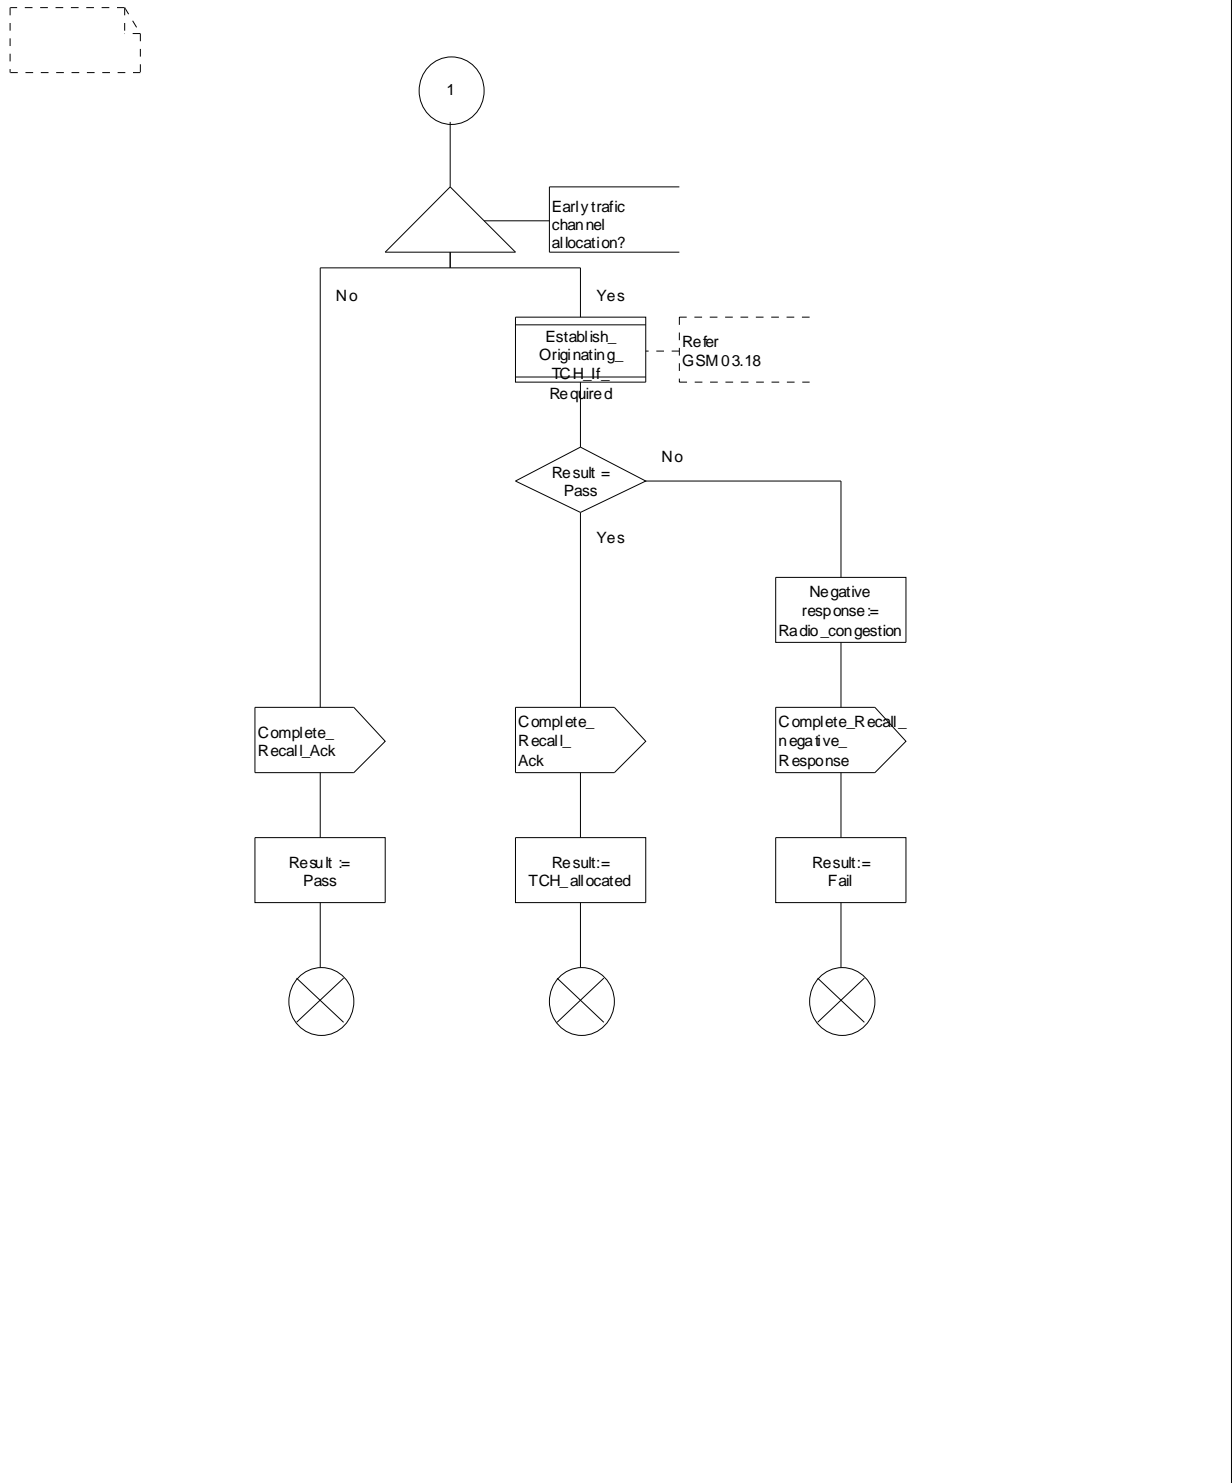 1
Early trafic
channel
allocation?
No
Yes
Establish_
Originating_
TCH_If_
Required
Refer
GSM 03.18
Result =
Pass
No
Yes
Negative
response :=
Radio_congestion
Complete_
Recall_Ack
Complete_
Recall_
Ack
Complete_Recall_
negative_
Response
Result :=
Pass
Result:=
TCH_allocated
Result:=
Fail